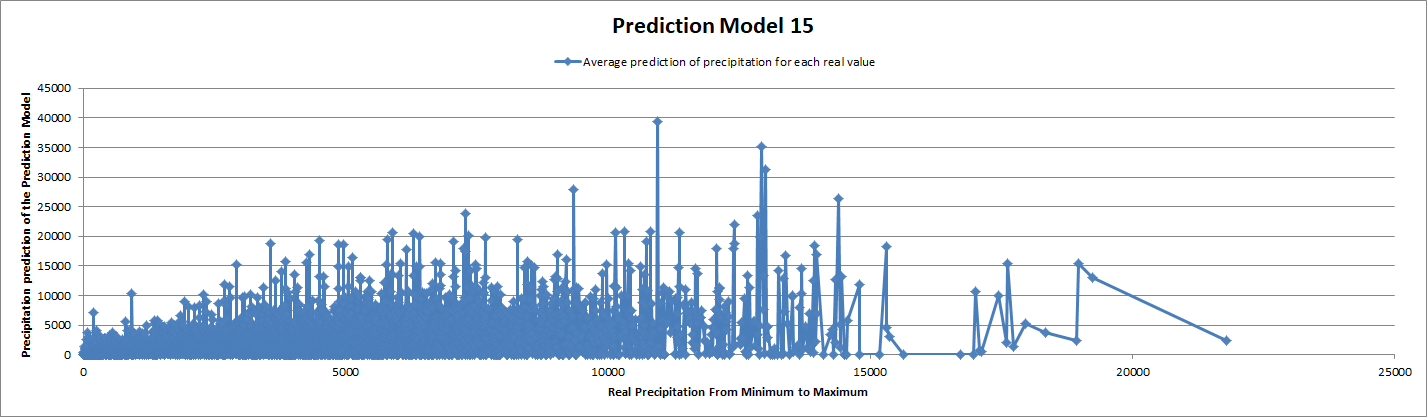 Prediction Model 15
Average prediction of precipitation for each real value
Precipitation prediction of the Prediction Model
45000
40000
35000
30000
25000
20000
15000
10000
5000
0
0 5000 10000 15000 20000 25000
Real Precipitation From Minimum to Maximum